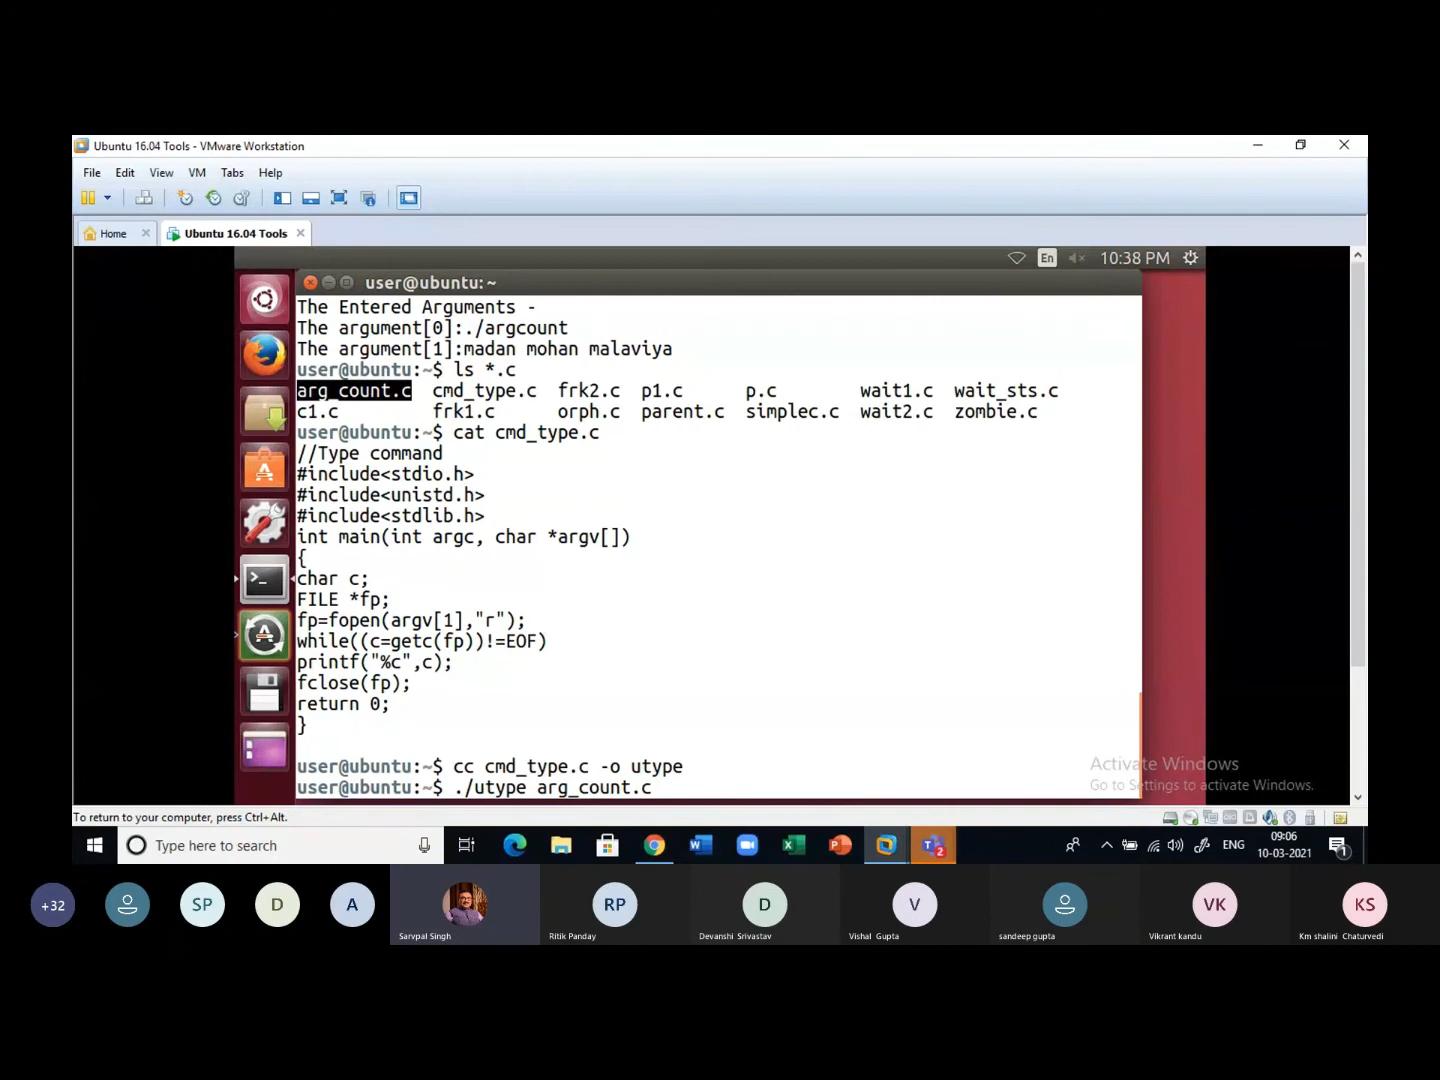 Ubuntu 16.04 Tools - VMware Workstation
File Edit View VM Tabs Help
Home Ubuntu 16.04 Tools
En 10:38 PM
user@ubuntu: ~
The Entered Arguments -
The argument[0]:./argcount
The argument[1]:madan mohan malaviya
user@ubuntu:~$ ls *.c
arg_count.c cmd_type.c frk2.c p1.c p.c wait1.c wait_sts.c
c1.c frk1.c orph.c parent.c simplec.c wait2.c zombie.c
user@ubuntu:~$ cat cmd_type.c
//Type command
#include<stdio.h>
#include<unistd.h>
#include<stdlib.h>
int main(int argc, char *argv[])
{
char c;
FILE *fp;
fp=fopen(argv[1],"r");
while((c=getc(fp))!=EOF)
printf("%c",c);
fclose(fp);
return 0;
}
user@ubuntu:~$ cc cmd_type.c -o utype
user@ubuntu:~$ ./utype arg_count.c
Activate Windows
Go to Settings to activate Windows.
To return to your computer, press Ctrl+Alt.
Type here to search
ENG
09:06
10-03-2021
+32 SP D A RP D V VK KS
Sarvpal Singh Ritik Panday Devanshi Srivastav Vishal Gupta sandeep gupta Vikrant kandu Km shalini Chaturvedi